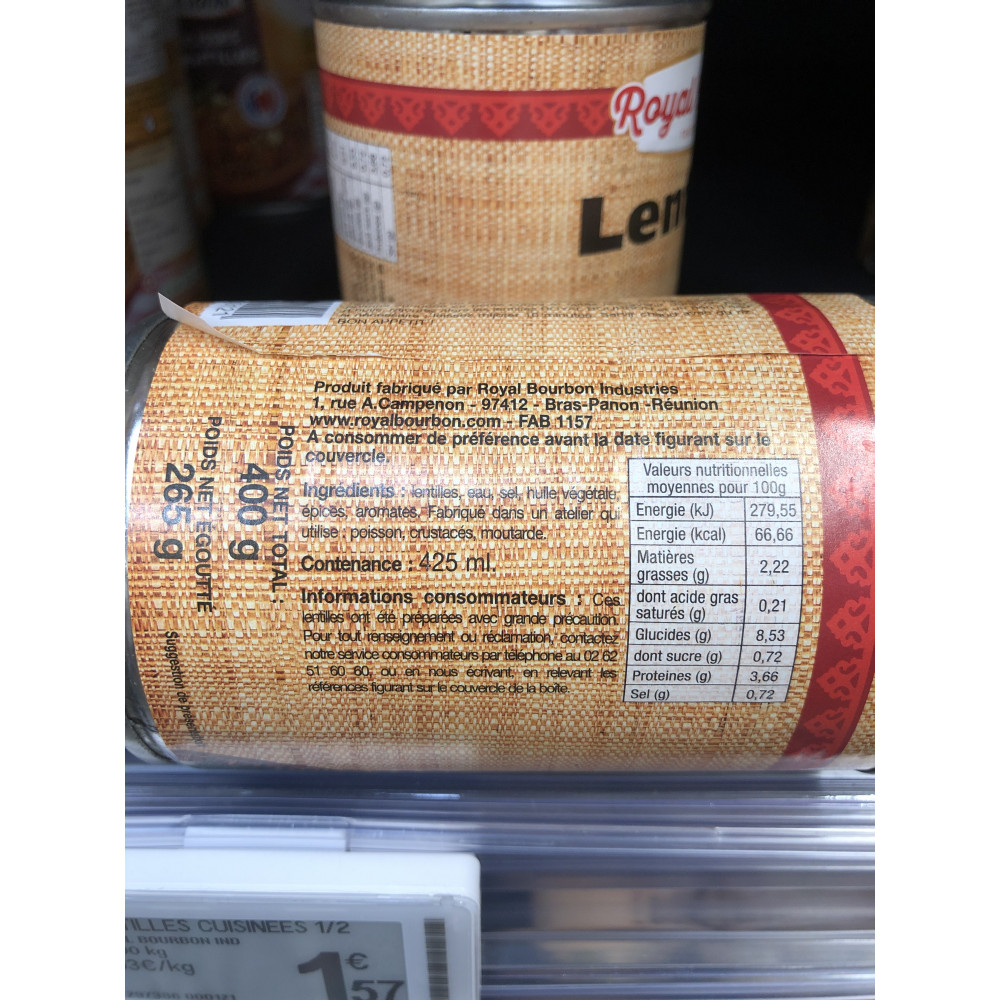 Royal
Len
BON APPETIT
Produit fabriqué par Royal Bourbon Industries
1, rue A.Campenon - 97412 - Bras-Panon -Réunion
www.royalbourbon.com - FAB 1157
A consommer de préférence avant la date figurant sur le
couvercle.
Ingrédients : lentilles, eau, sel, huile végétale,
épices, aromates. Fabriqué dans un atelier qui
utilise : poisson, crustacés, moutarde.
Contenance : 425 ml.
Informations consommateurs : Ces
lentilles ont été préparées avec grande précaution.
Pour tout renseignement ou réclamation, contactez
notre service consommateurs par téléphone au 02 62
51 60 60, ou en nous écrivant, en relevant les
références figurant sur le couvercle de la boîte.
Valeurs nutritionnelles
moyennes pour 100g
Energie (kJ) 279,55
Energie (kcal) 66,66
Matières
grasses (g) 2,22
dont acide gras
saturés (g) 0,21
Glucides (g) 8,53
dont sucre (g) 0,72
Proteines (g) 3,66
Sel (g) 0,72
POIDS NET TOTAL :
400 g
POIDS NET EGOUTTÉ
265 g
Suggestion de
ILLES CUISINEES 1/2
BOURBON IND
kg
3€/kg
1€57